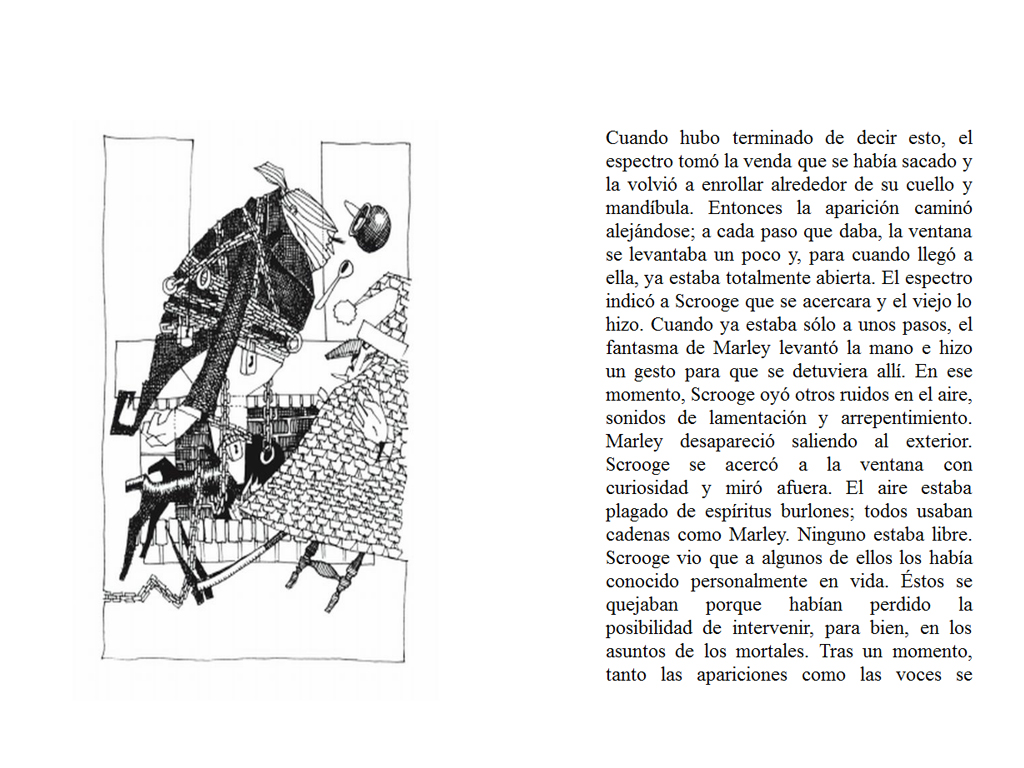 Cuando hubo terminado de decir esto, el
espectro tomó la venda que se había sacado y
la volvió a enrollar alrededor de su cuello y
mandíbula. Entonces la aparición caminó
alejándose; a cada paso que daba, la ventana
se levantaba un poco y, para cuando llegó a
ella, ya estaba totalmente abierta. El espectro
indicó a Scrooge que se acercara y el viejo lo
hizo. Cuando ya estaba sólo a unos pasos, el
fantasma de Marley levantó la mano e hizo
un gesto para que se detuviera allí. En ese
momento, Scrooge oyó otros ruidos en el aire,
sonidos de lamentación y arrepentimiento.
Marley desapareció saliendo al exterior.
Scrooge se acercó a la ventana con
curiosidad y miró afuera. El aire estaba
plagado de espíritus burlones; todos usaban
cadenas como Marley. Ninguno estaba libre.
Scrooge vio que a algunos de ellos los había
conocido personalmente en vida. Éstos se
quejaban porque habían perdido la
posibilidad de intervenir, para bien, en los
asuntos de los mortales. Tras un momento,
tanto las apariciones como las voces se